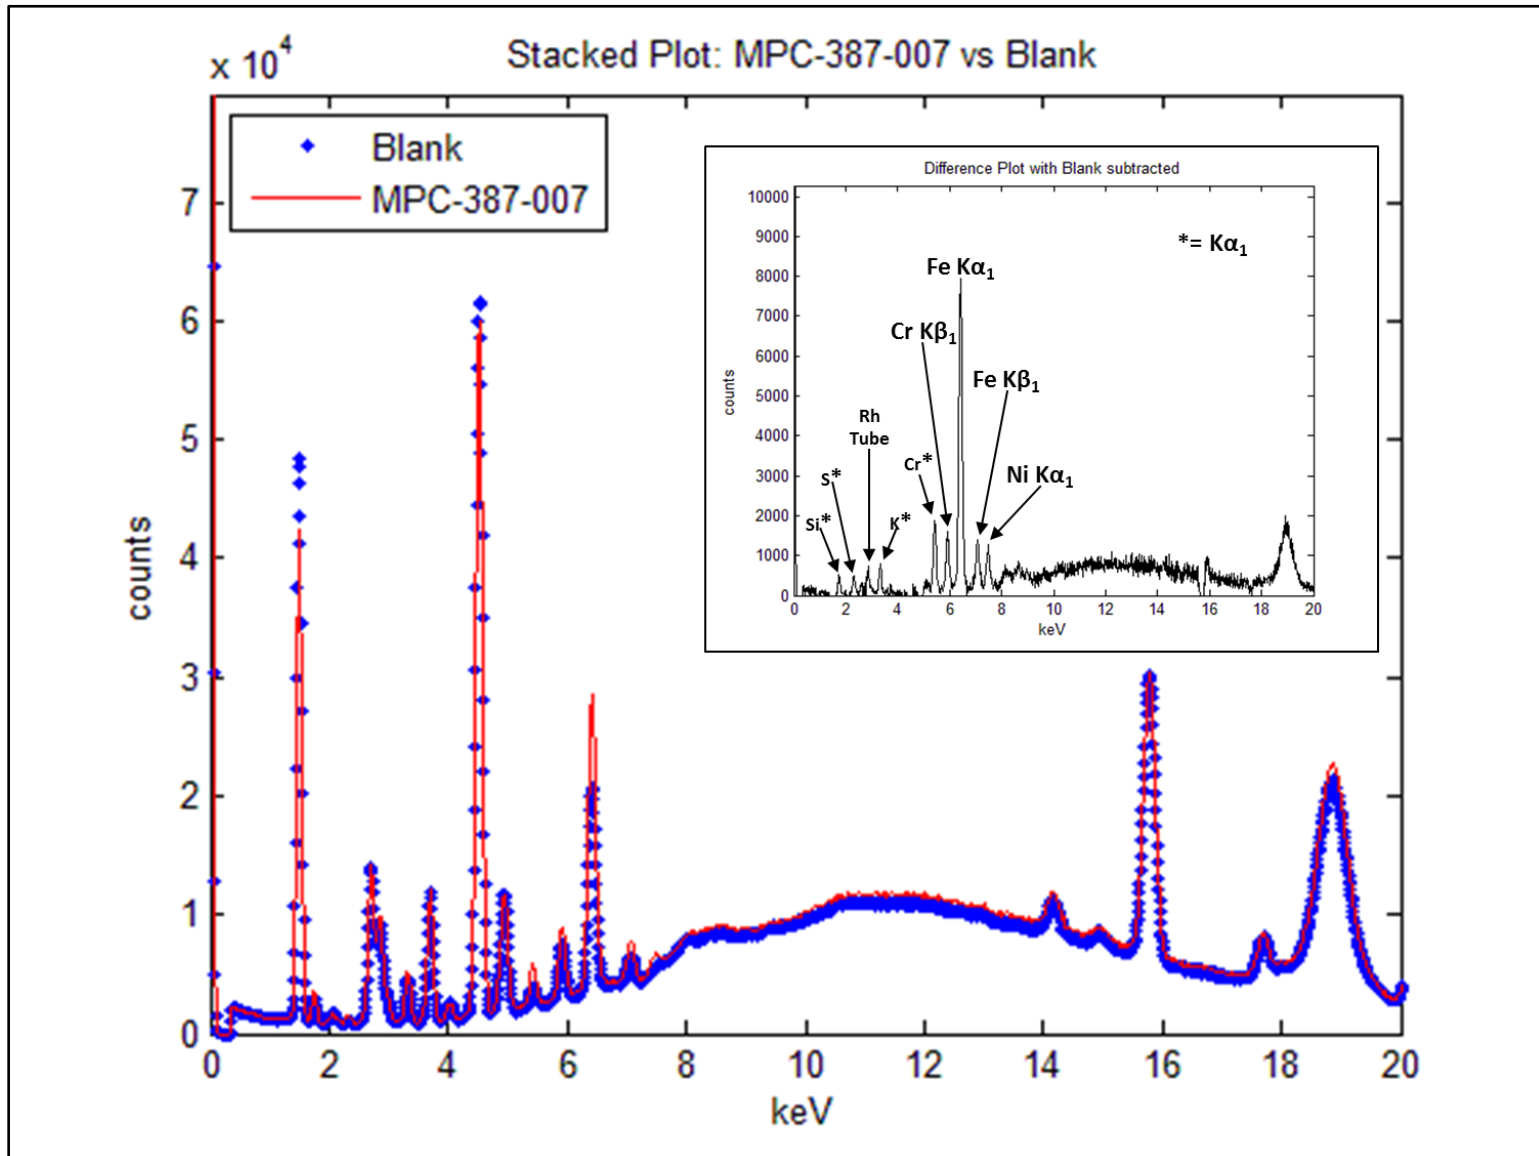 Stacked Plot: MPC-387-007 vs Blank
x 10⁴
Blank
MPC-387-007
7
6
5
4
3
2
1
0
counts
0 2 4 6 8 10 12 14 16 18 20
keV
Difference Plot with Blank subtracted
10000
9000
8000
7000
6000
5000
4000
3000
2000
1000
0
counts
*= Kα₁
Fe Kα₁
Cr Kβ₁
Fe Kβ₁
Rh
Tube
Cr*
Ni Kα₁
S*
Si*
K*
0 2 4 6 8 10 12 14 16 18 20
keV